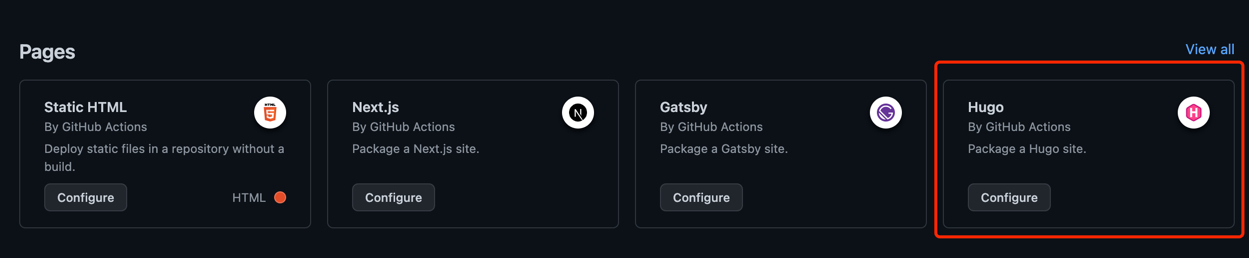 Pages
View all
Static HTML
By GitHub Actions
Deploy static files in a repository without a
build.
Configure
HTML
HTML
5
Next.js
By GitHub Actions
Package a Next.js site.
Configure
N
Gatsby
By GitHub Actions
Package a Gatsby site.
Configure
G
Hugo
By GitHub Actions
Package a Hugo site.
Configure
H